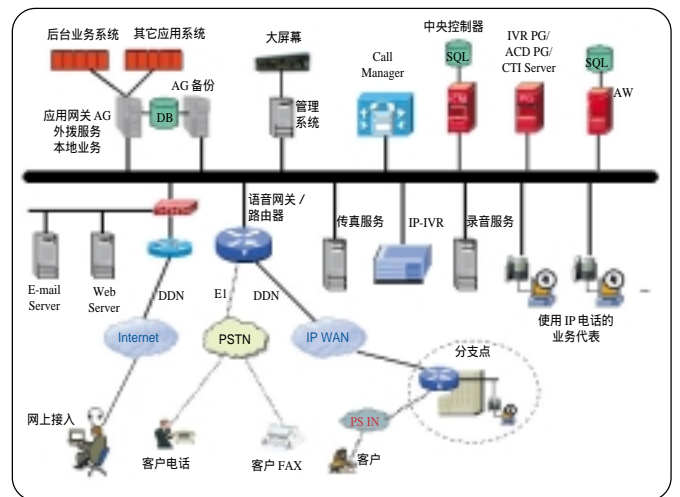 后台业务系统
其它应用系统
大屏幕
Call
Manager
中央控制器
IVR PG/
ACD PG/
CTI Server
SQL
SQL
AW
AG 备份
应用网关 AG
外拨服务
本地业务
DB
管理
系统
语音网关 /
路由器
传真服务
IP-IVR
录音服务
E-mail
Server
Web
Server
DDN
E1
DDN
使用 IP 电话的
业务代表
Internet
PSTN
IP WAN
分支点
网上接入
PS IN
客户电话
客户 FAX
客户